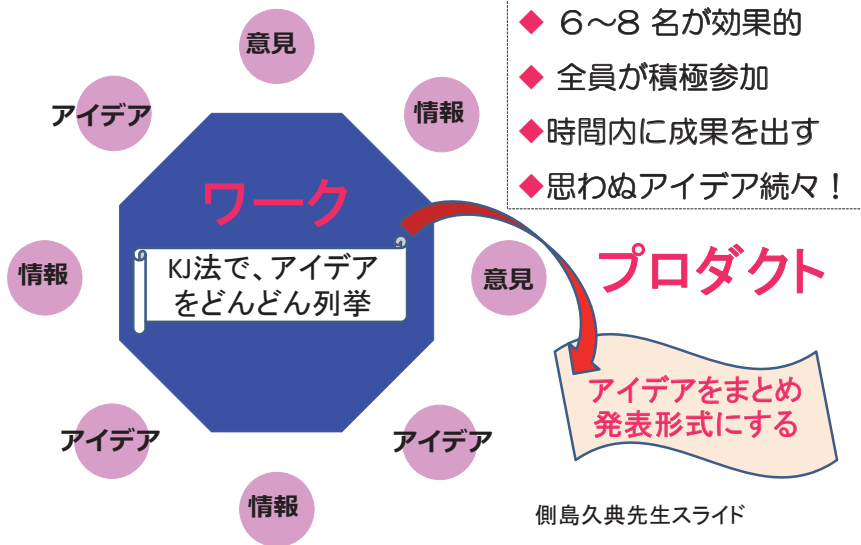 意見
◆ 6～8 名が効果的
◆ 全員が積極参加
◆時間内に成果を出す
◆思わぬアイデア続々！
アイデア
情報
ワーク
KJ法で、アイデア
をどんどん列挙
情報
意見
プロダクト
アイデアをまとめ
発表形式にする
アイデア
アイデア
情報
側島久典先生スライド